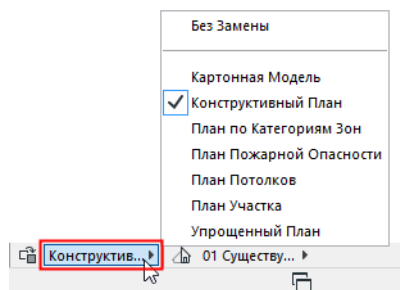 Без Замены
Картонная Модель
Конструктивный План
План по Категориям Зон
План Пожарной Опасности
План Потолков
План Участка
Упрощенный План
Конструктив... 01 Существу...